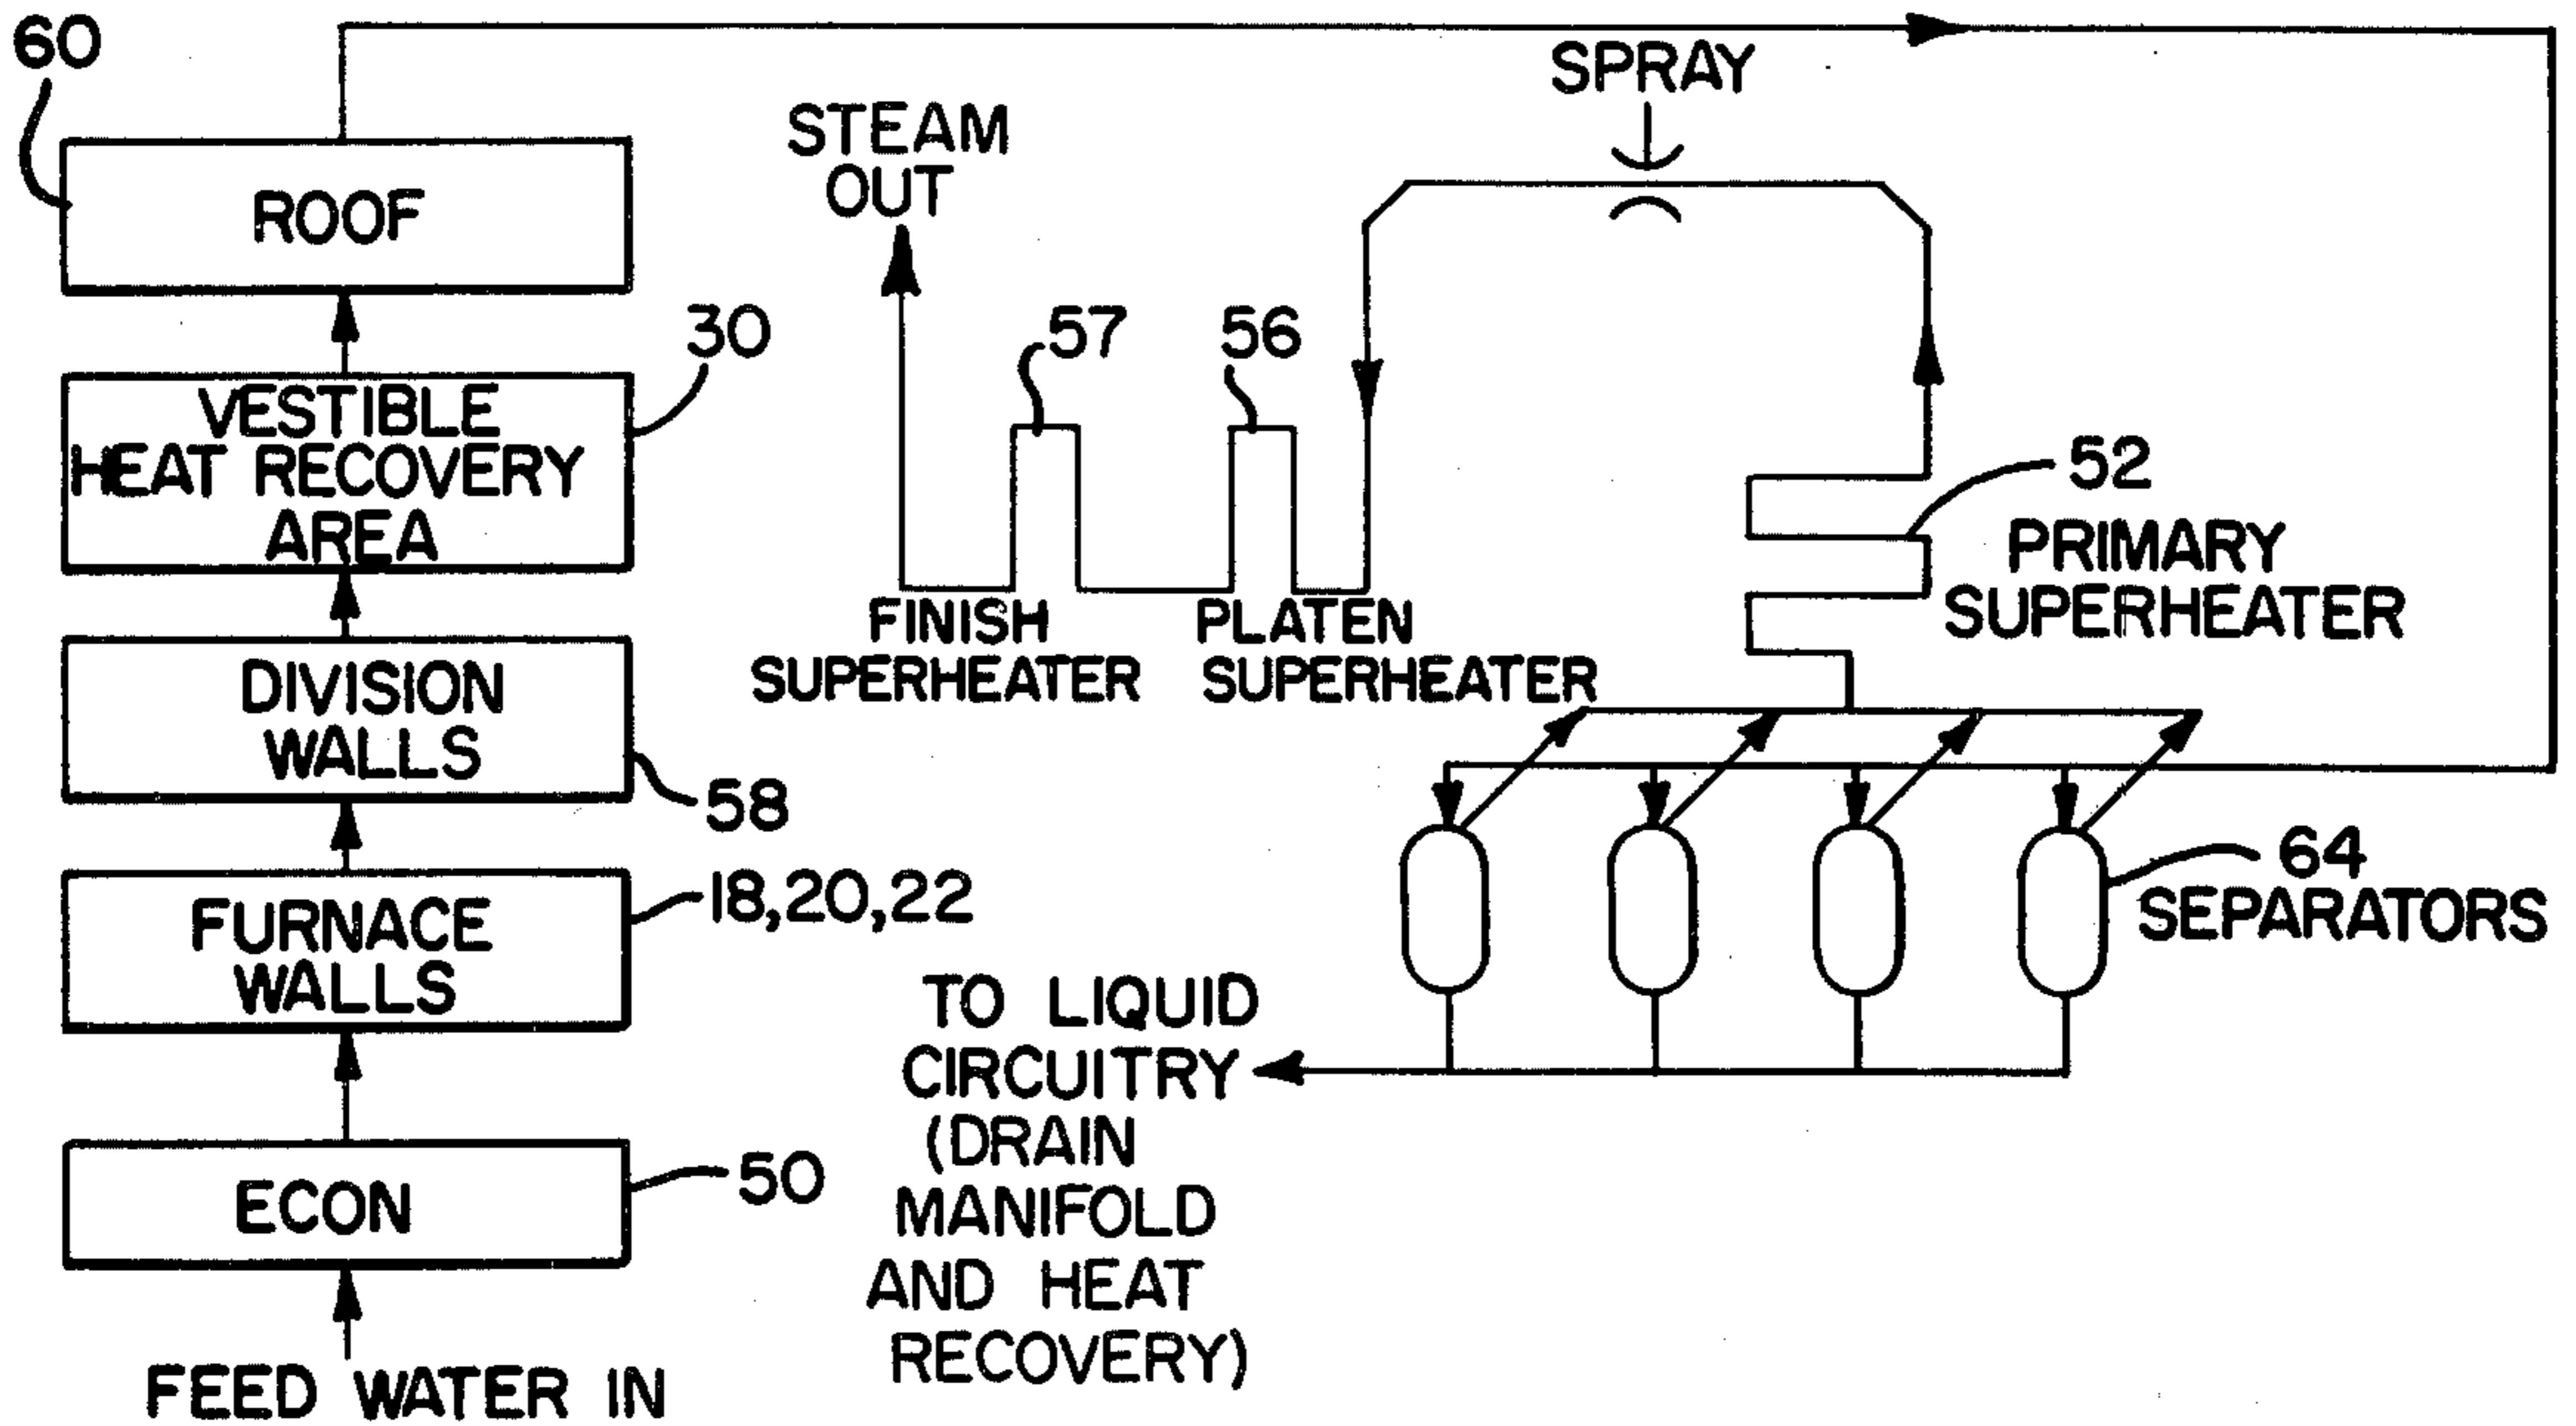 60
ROOF
30
VESTIBLE
HEAT RECOVERY
AREA
DIVISION
WALLS
58
FURNACE
WALLS
18,20,22
ECON
50
FEED WATER IN
STEAM
OUT
SPRAY
57
56
FINISH
SUPERHEATER
PLATEN
SUPERHEATER
52
PRIMARY
SUPERHEATER
64
SEPARATORS
TO LIQUID
CIRCUITRY
(DRAIN
MANIFOLD
AND HEAT
RECOVERY)